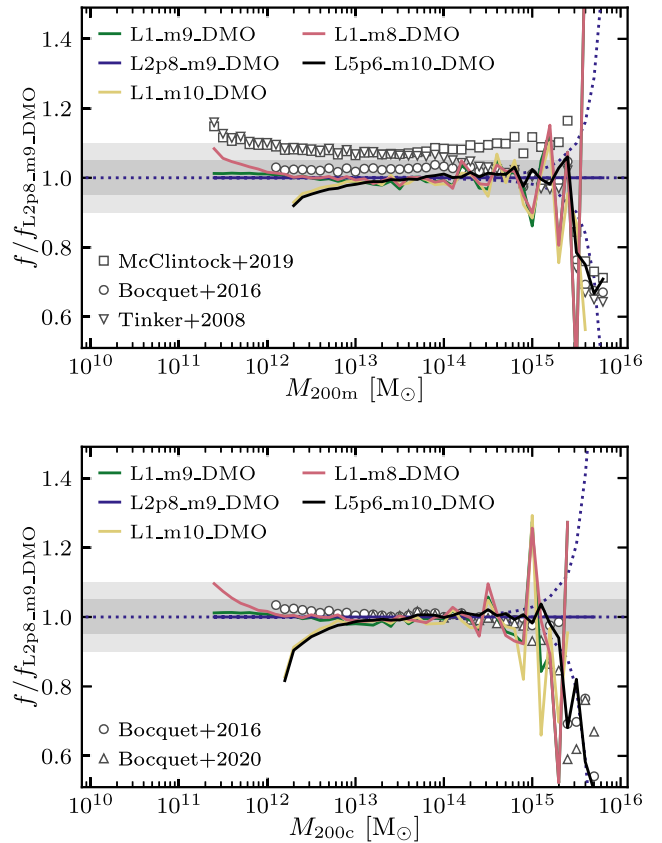 L1_m9_DMO L1_m8_DMO
L2p8_m9_DMO L5p6_m10_DMO
L1_m10_DMO
f/f_L2p8_m9_DMO
1.4
1.2
1.0
0.8
0.6
McClintock+2019
Bocquet+2016
Tinker+2008
10^10 10^11 10^12 10^13 10^14 10^15 10^16
M_200m [M_⊙]
L1_m9_DMO L1_m8_DMO
L2p8_m9_DMO L5p6_m10_DMO
L1_m10_DMO
f/f_L2p8_m9_DMO
1.4
1.2
1.0
0.8
0.6
Bocquet+2016
Bocquet+2020
10^10 10^11 10^12 10^13 10^14 10^15 10^16
M_200c [M_⊙]